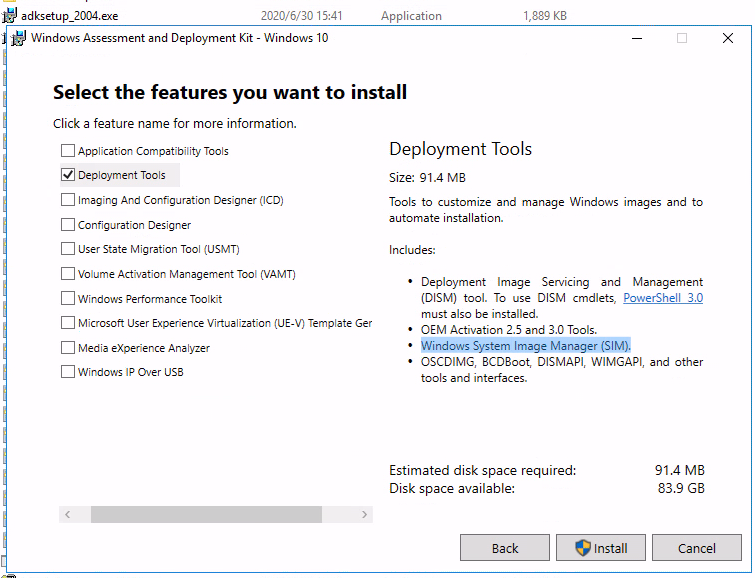 adksetup_2004.exe 2020/6/30 15:41 Application 1,889 KB
Windows Assessment and Deployment Kit - Windows 10
Select the features you want to install
Click a feature name for more information.
Application Compatibility Tools
Deployment Tools
Imaging And Configuration Designer (ICD)
Configuration Designer
User State Migration Tool (USMT)
Volume Activation Management Tool (VAMT)
Windows Performance Toolkit
Microsoft User Experience Virtualization (UE-V) Template Ger
Media eXperience Analyzer
Windows IP Over USB
Deployment Tools
Size: 91.4 MB
Tools to customize and manage Windows images and to
automate installation.
Includes:
• Deployment Image Servicing and Management
(DISM) tool. To use DISM cmdlets, PowerShell 3.0
must also be installed.
• OEM Activation 2.5 and 3.0 Tools.
• Windows System Image Manager (SIM).
• OSCDIMG, BCDBoot, DISMAPI, WIMGAPI, and other
tools and interfaces.
Estimated disk space required: 91.4 MB
Disk space available: 83.9 GB
Back Install Cancel